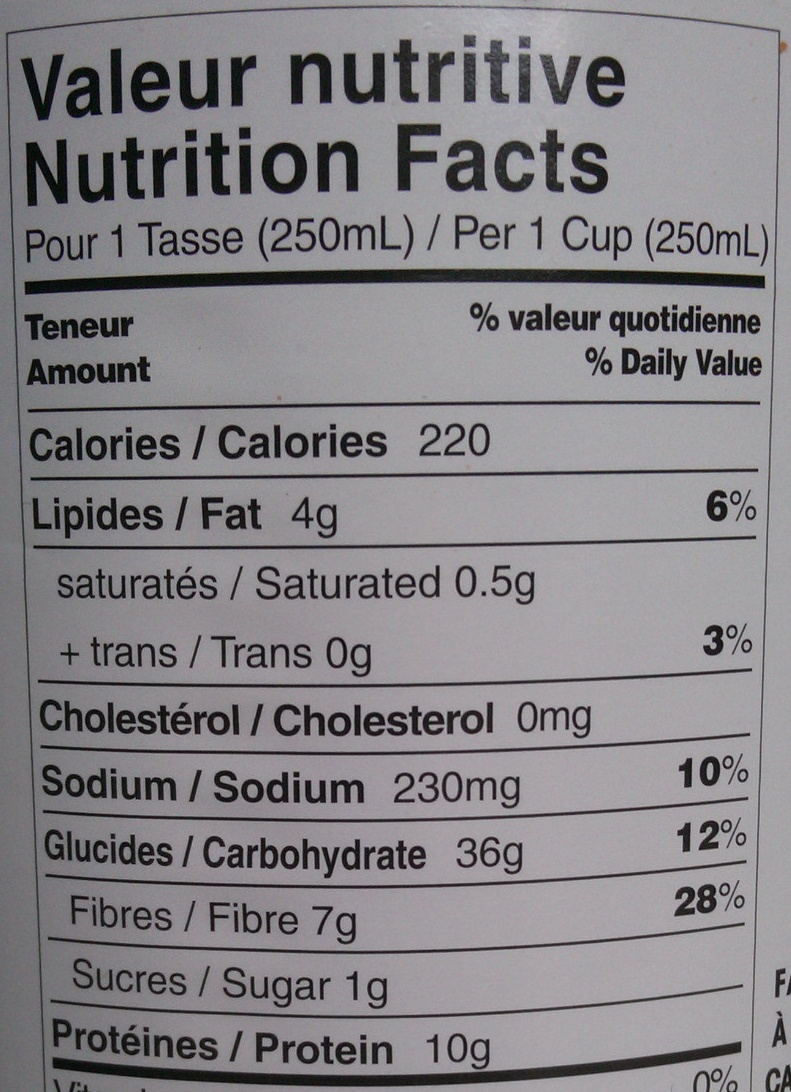 Valeur nutritive
Nutrition Facts
Pour 1 Tasse (250mL) / Per 1 Cup (250mL)
Teneur % valeur quotidienne
Amount % Daily Value
Calories / Calories 220
Lipides / Fat 4g 6%
saturatés / Saturated 0.5g
+ trans / Trans 0g 3%
Cholestérol / Cholesterol 0mg
Sodium / Sodium 230mg 10%
Glucides / Carbohydrate 36g 12%
Fibres / Fibre 7g 28%
Sucres / Sugar 1g
Protéines / Protein 10g
0%
À